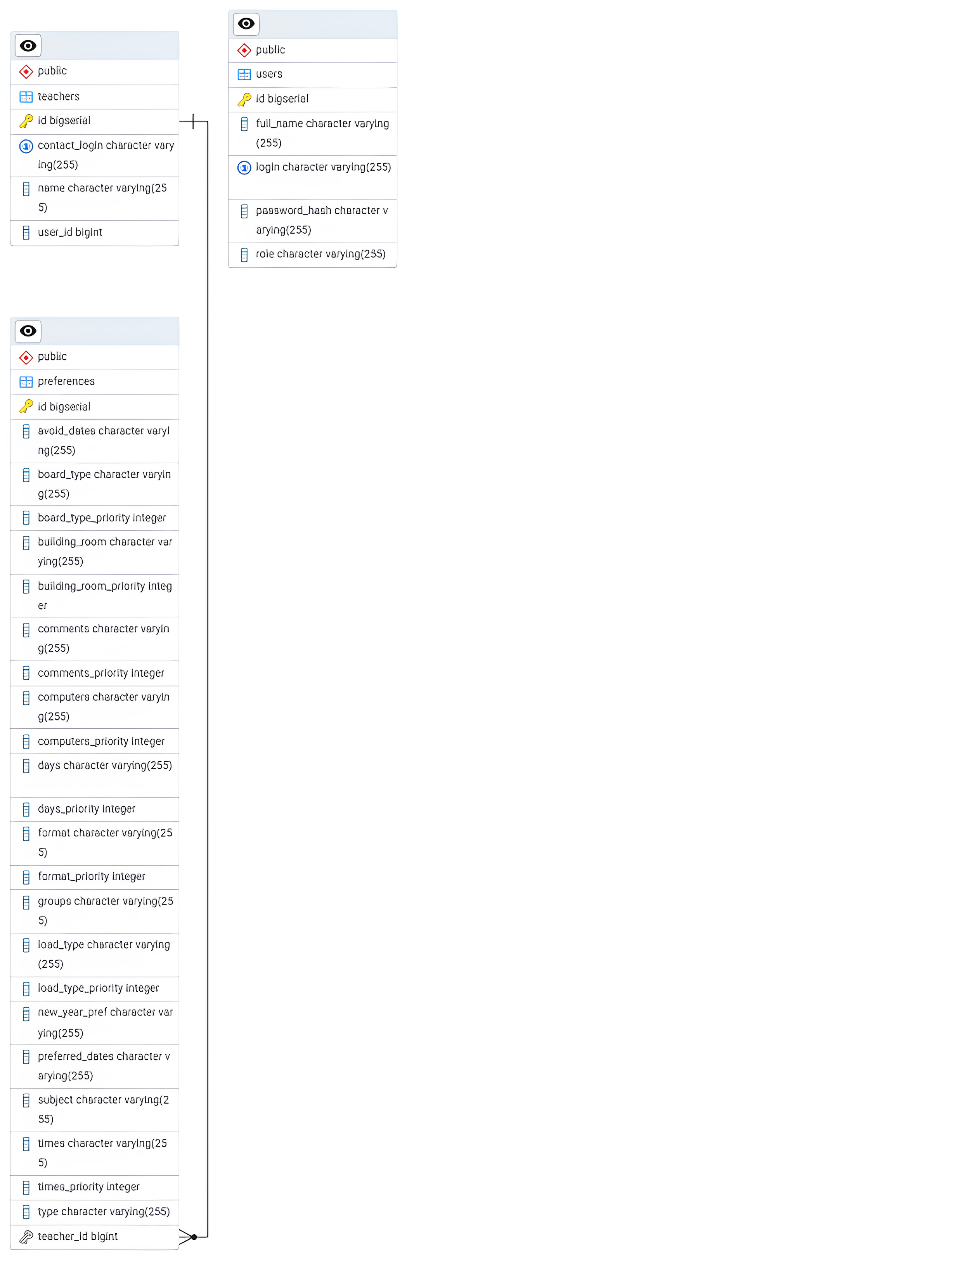 public
teachers
id bigserial
contact_login character vary
ing(255)
name character varying(25
5)
user_id bigint
public
users
id bigserial
full_name character varying
(255)
login character varying(255)
password_hash character v
arying(255)
role character varying(255)
public
preferences
id bigserial
avoid_dates character varyi
ng(255)
board_type character varyin
g(255)
board_type_priority integer
building_room character var
ying(255)
building_room_priority integ
er
comments character varyin
g(255)
comments_priority integer
computers character varyin
g(255)
computers_priority integer
days character varying(255)
days_priority integer
format character varying(25
5)
format_priority integer
groups character varying(25
5)
load_type character varying
(255)
load_type_priority integer
new_year_pref character var
ying(255)
preferred_dates character v
arying(255)
subject character varying(2
55)
times character varying(25
5)
times_priority integer
type character varying(255)
teacher_id bigint